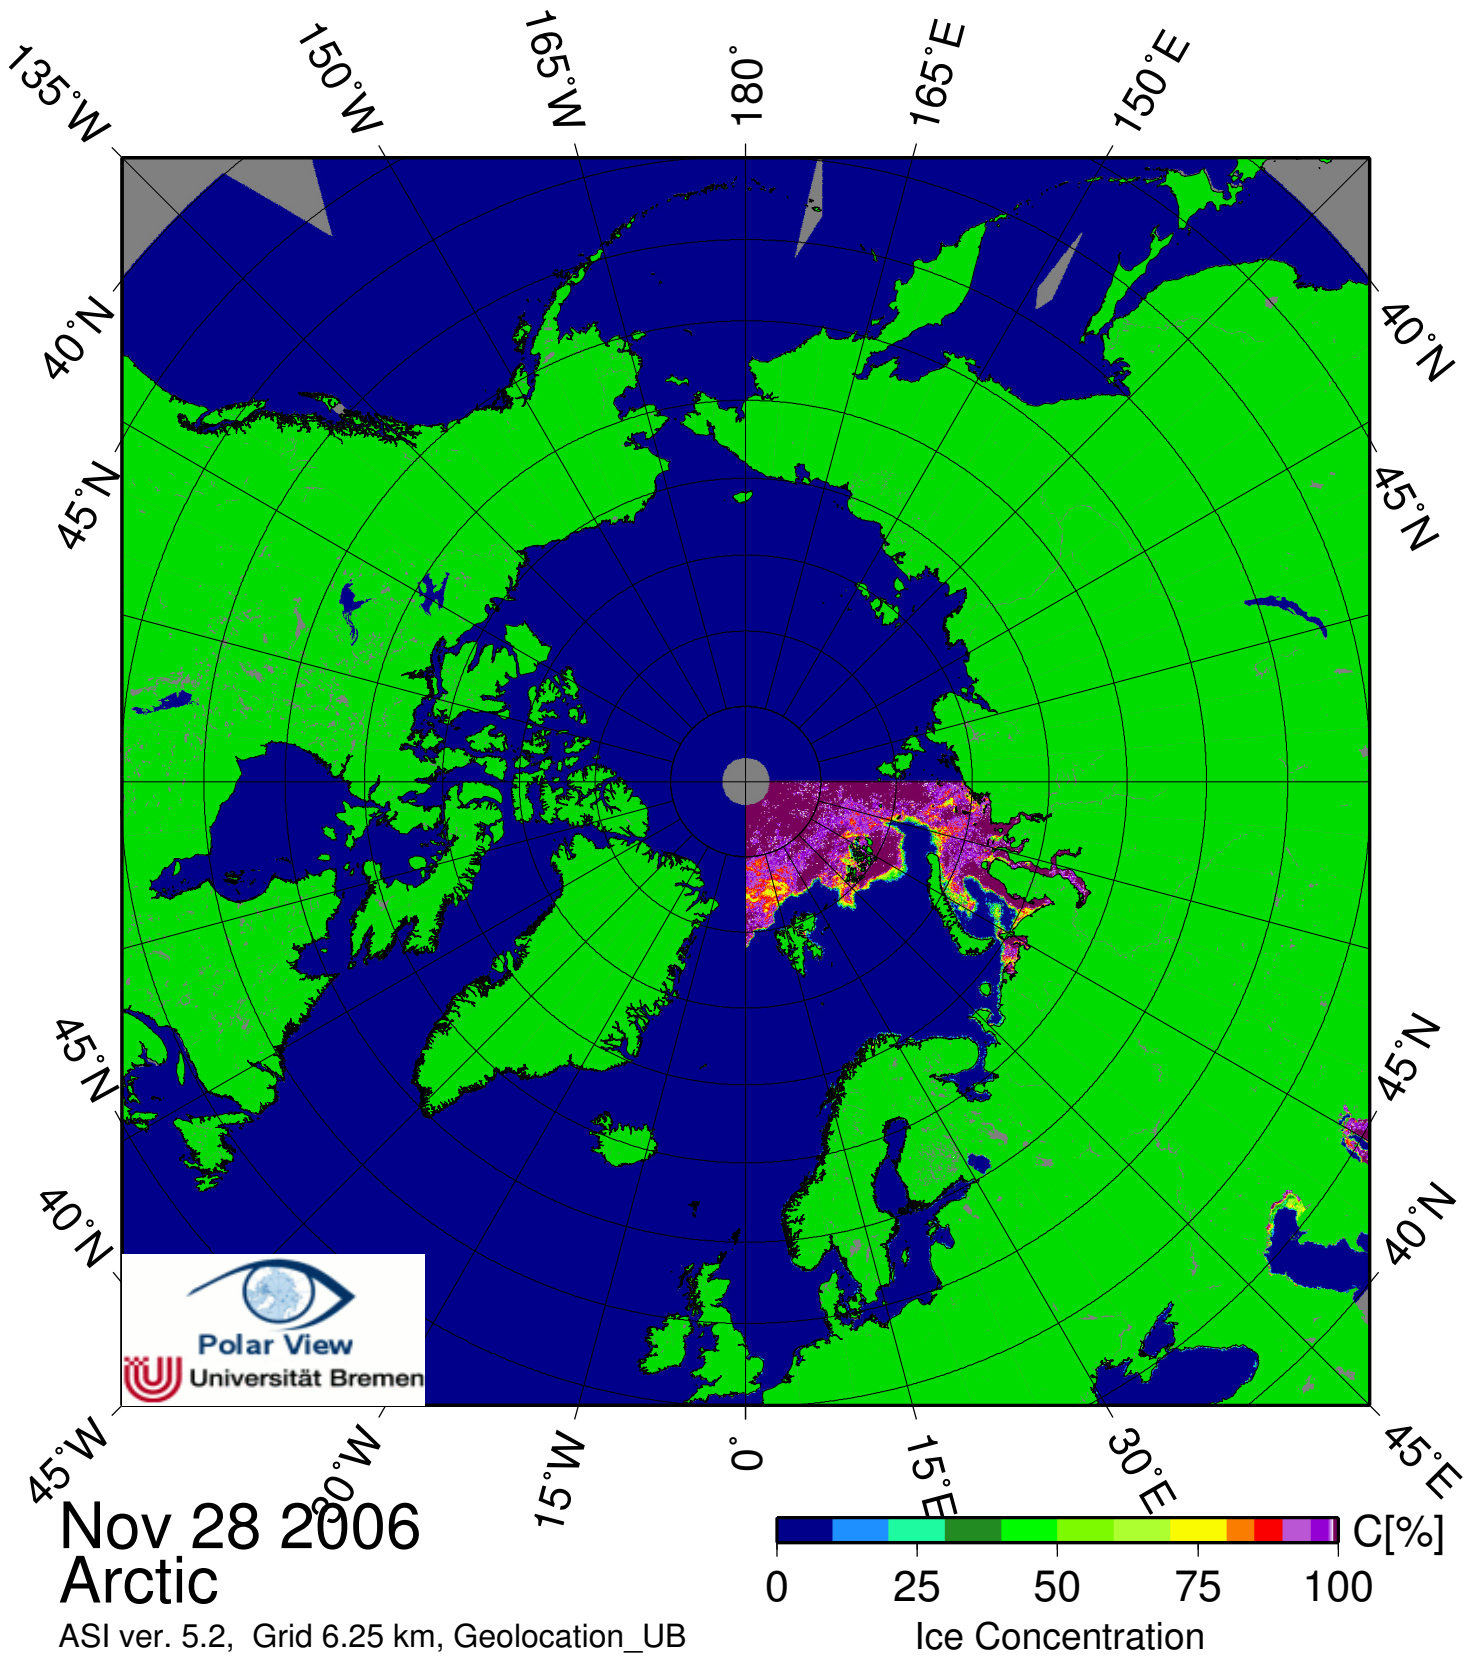 135°W
150°W
165°W
180°
165°E
150°E
40°N
40°N
45°N
45°N
45°N
45°N
40°N
40°N
Polar View
Universität Bremen
45°W
30°W
15°W
0°
15°E
30°E
45°E
Nov 28 2006
Arctic
ASI ver. 5.2, Grid 6.25 km, Geolocation_UB
C[%]
0 25 50 75 100
Ice Concentration